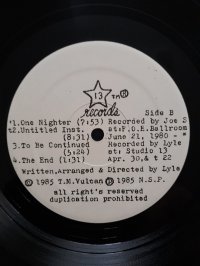 13 TM®
records
Side B
1.One Nighter (7:53) Recorded by Joe S
2.Untitled Inst. at:F.O.E.Ballroom
(8:31) June 21, 1980 -
3.To Be Continued Recorded by Lyle
(5:24) at: Studio 13
4.The End (1:31) Apr. 30,& t 22
Written,Arranged & Directed by Lyle
© 1985 T.M.Vulcan ℗ 1985 N.S.P.
all right's reserved
duplication prohibited